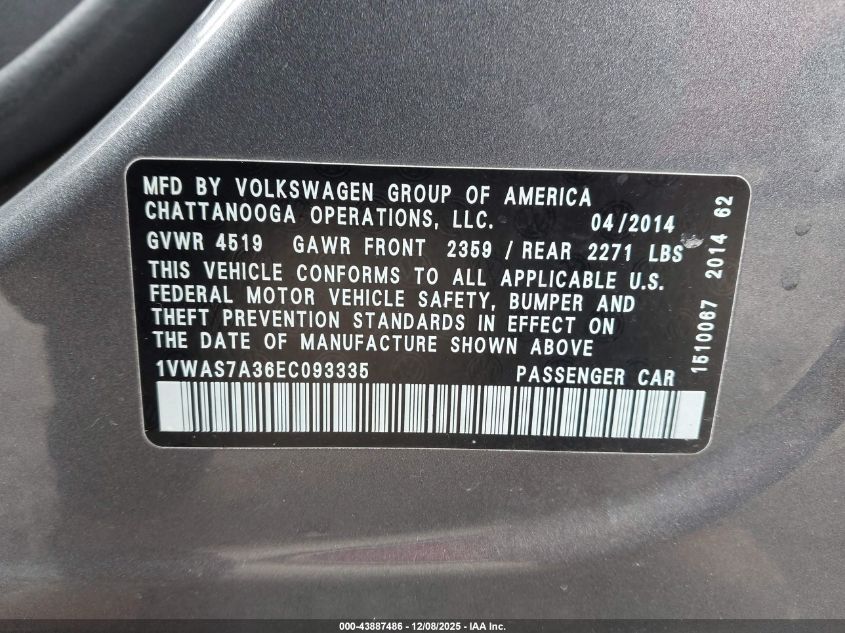 MFD BY VOLKSWAGEN GROUP OF AMERICA
CHATTANOOGA OPERATIONS, LLC. 04/2014
GVWR 4519 GAWR FRONT 2359 / REAR 2271 LBS
THIS VEHICLE CONFORMS TO ALL APPLICABLE U.S.
FEDERAL MOTOR VEHICLE SAFETY, BUMPER AND
THEFT PREVENTION STANDARDS IN EFFECT ON
THE DATE OF MANUFACTURE SHOWN ABOVE
1VWAS7A36EC093335 PASSENGER CAR
1510067 2014 62
000-43887486 - 12/08/2025 - IAA Inc.